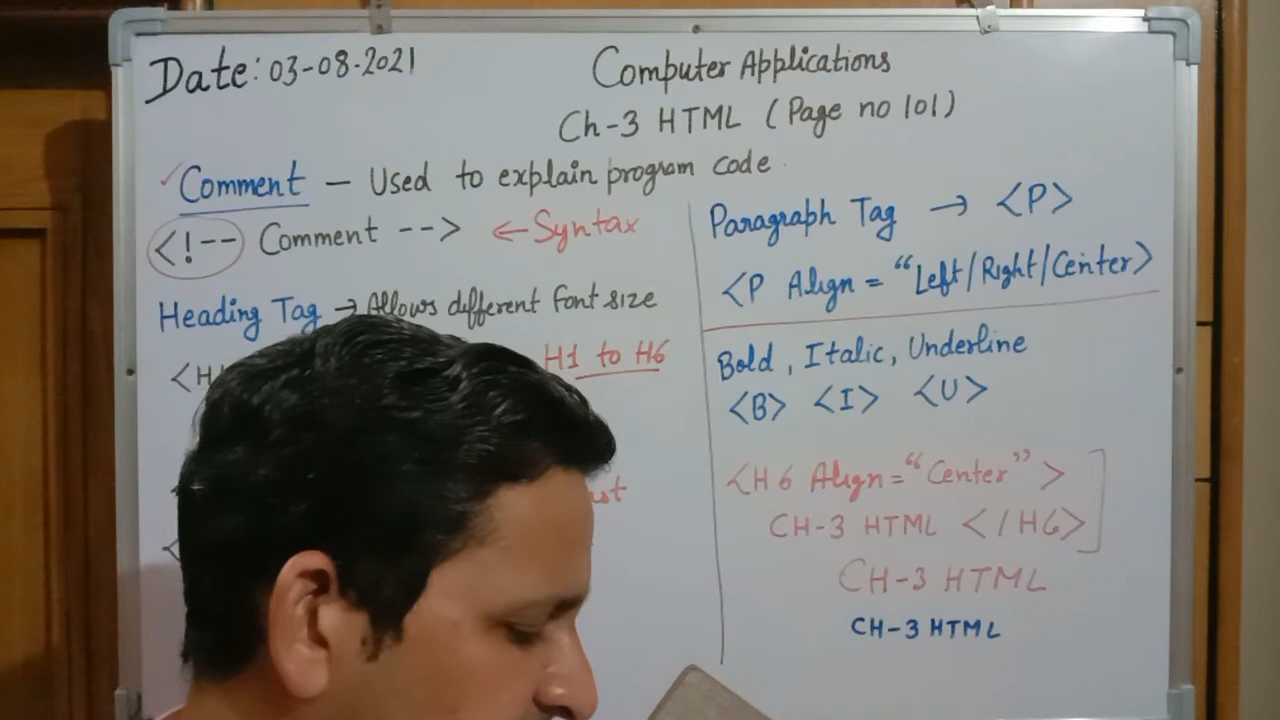 Date: 03-08-2021
Computer Applications
Ch-3 HTML (Page no 101)
Comment – Used to explain program code.
<!-- Comment --> ← Syntax
Heading Tag → Allows different font size
H1 to H6
Paragraph Tag → <P>
<P Align = “Left/Right/Center>
Bold, Italic, Underline
<B> <I> <U>
<H6 Align=“Center”>
CH-3 HTML </H6>
CH-3 HTML
CH-3 HTML